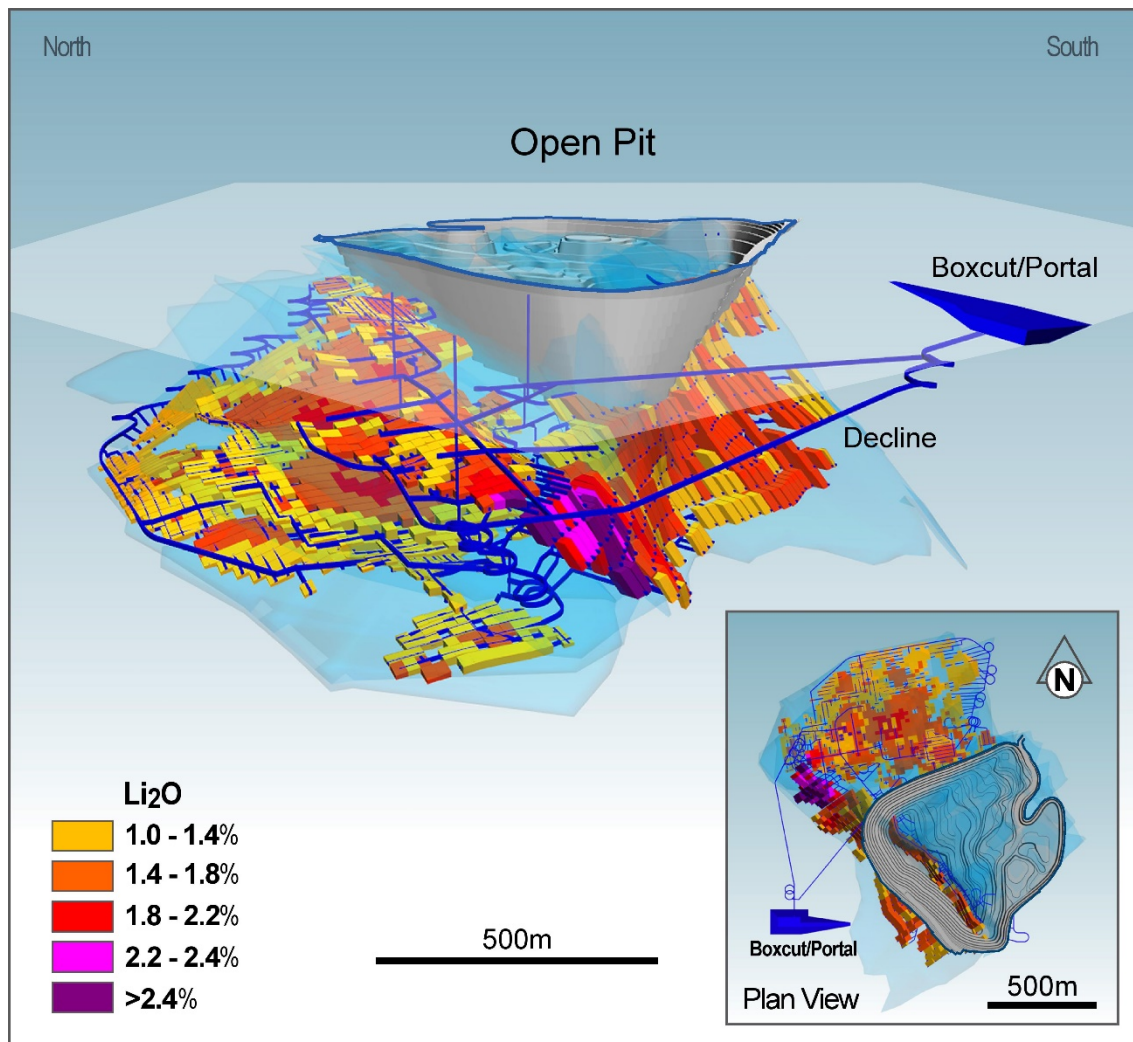 North
South
Open Pit
Boxcut/Portal
Decline
Li₂O
1.0 - 1.4%
1.4 - 1.8%
1.8 - 2.2%
2.2 - 2.4%
>2.4%
500m
N
Boxcut/Portal
Plan View
500m